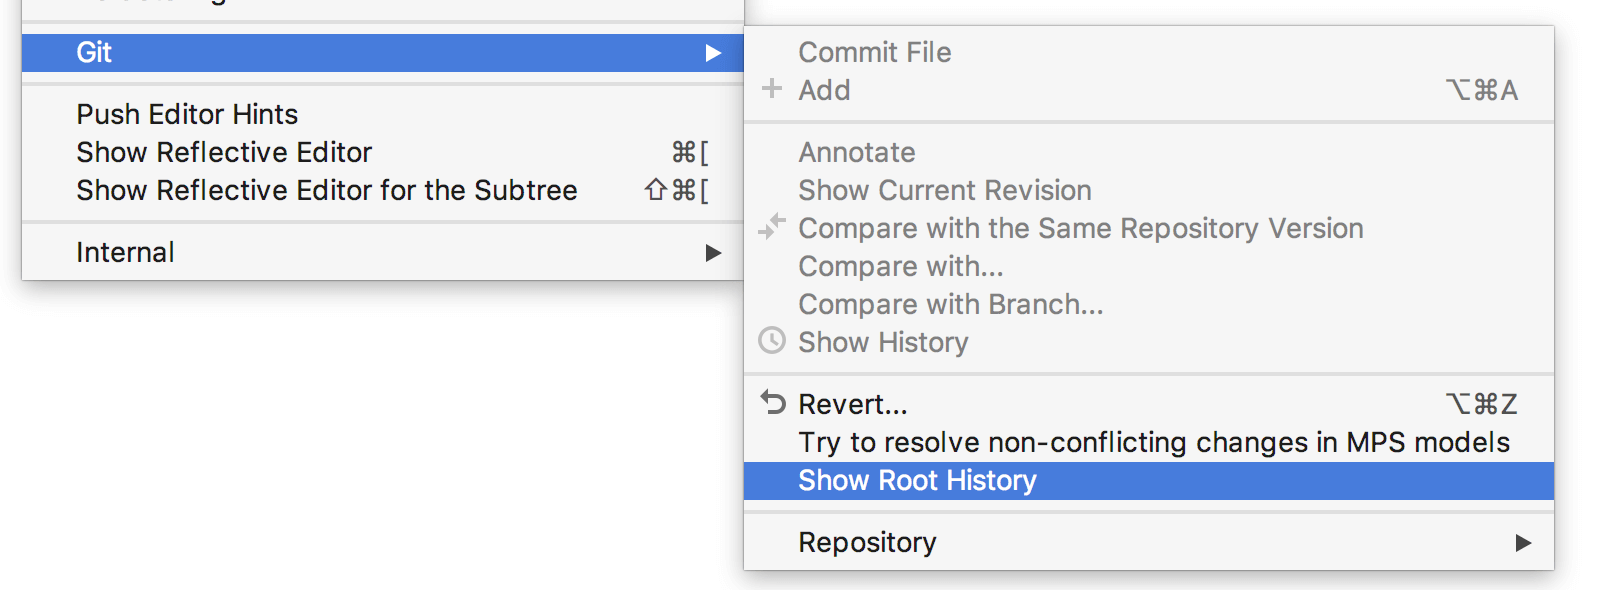 Git
Push Editor Hints
Show Reflective Editor ⌘[
Show Reflective Editor for the Subtree ⇧⌘[
Internal
Commit File
Add ⌥⌘A
Annotate
Show Current Revision
Compare with the Same Repository Version
Compare with...
Compare with Branch...
Show History
Revert... ⌥⌘Z
Try to resolve non-conflicting changes in MPS models
Show Root History
Repository